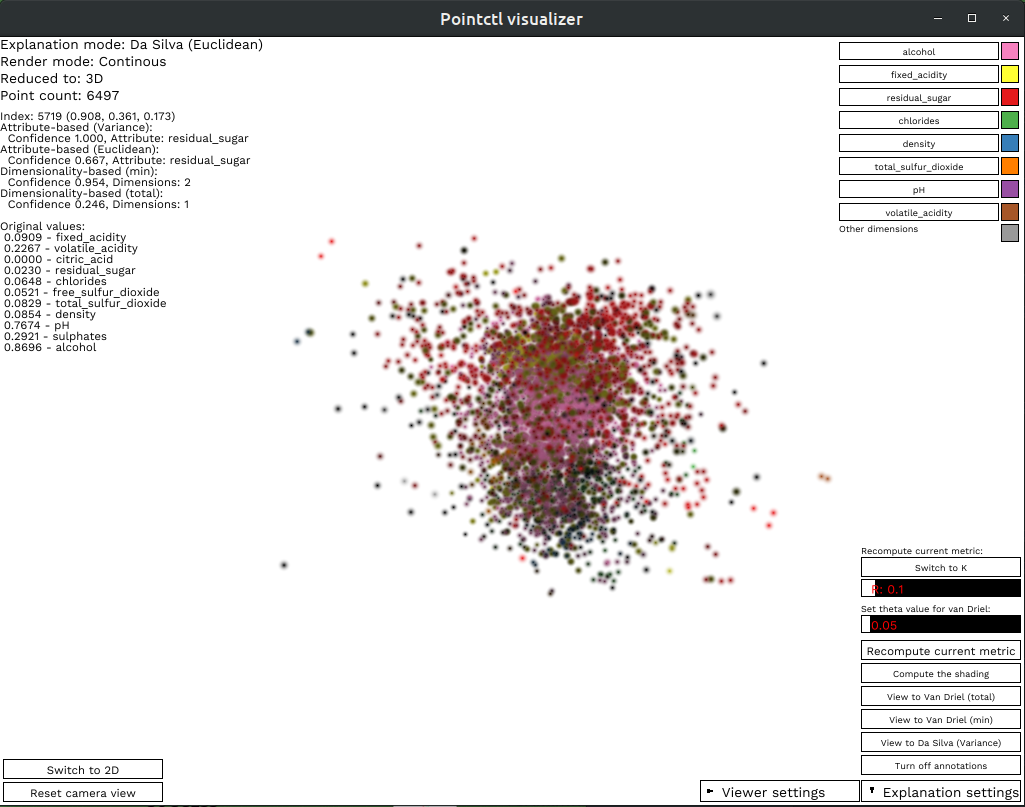 Pointctl visualizer
Explanation mode: Da Silva (Euclidean)
Render mode: Continous
Reduced to: 3D
Point count: 6497
Index: 5719 (0.908, 0.361, 0.173)
Attribute-based (Variance):
Confidence 1.000, Attribute: residual_sugar
Attribute-based (Euclidean):
Confidence 0.667, Attribute: residual_sugar
Dimensionality-based (min):
Confidence 0.954, Dimensions: 2
Dimensionality-based (total):
Confidence 0.246, Dimensions: 1
Original values:
0.0909 - fixed_acidity
0.2267 - volatile_acidity
0.0000 - citric_acid
0.0230 - residual_sugar
0.0648 - chlorides
0.0521 - free_sulfur_dioxide
0.0829 - total_sulfur_dioxide
0.0854 - density
0.7674 - pH
0.2921 - sulphates
0.8696 - alcohol
alcohol
fixed_acidity
residual_sugar
chlorides
density
total_sulfur_dioxide
pH
volatile_acidity
Other dimensions
Recompute current metric:
Switch to K
R: 0.1
Set theta value for van Driel:
0.05
Recompute current metric
Compute the shading
View to Van Driel (total)
View to Van Driel (min)
View to Da Silva (Variance)
Turn off annotations
Switch to 2D
Reset camera view
Viewer settings
Explanation settings